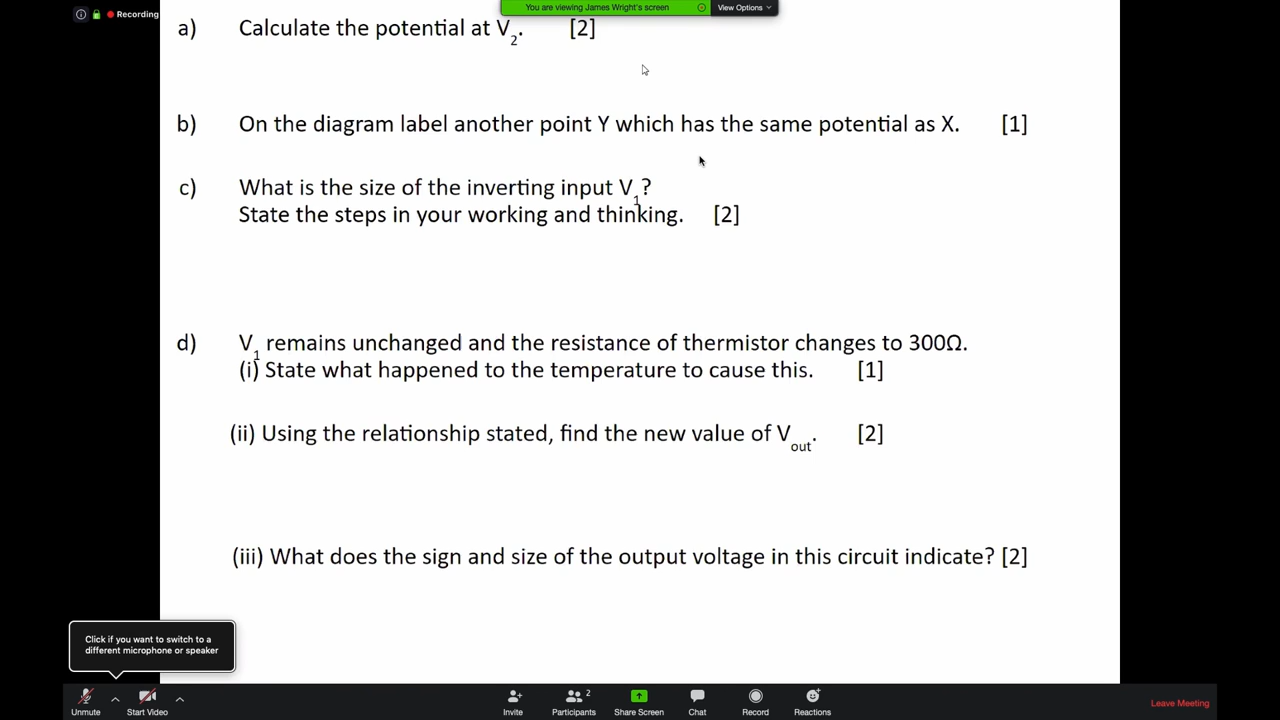 Recording
You are viewing James Wright's screen
View Options
a) Calculate the potential at V2. [2]
b) On the diagram label another point Y which has the same potential as X. [1]
c) What is the size of the inverting input V1?
State the steps in your working and thinking. [2]
d) V1 remains unchanged and the resistance of thermistor changes to 300Ω.
(i) State what happened to the temperature to cause this. [1]
(ii) Using the relationship stated, find the new value of Vout. [2]
(iii) What does the sign and size of the output voltage in this circuit indicate? [2]
Click if you want to switch to a
different microphone or speaker
Unmute
Start Video
Invite
Participants 2
Share Screen
Chat
Record
Reactions
Leave Meeting